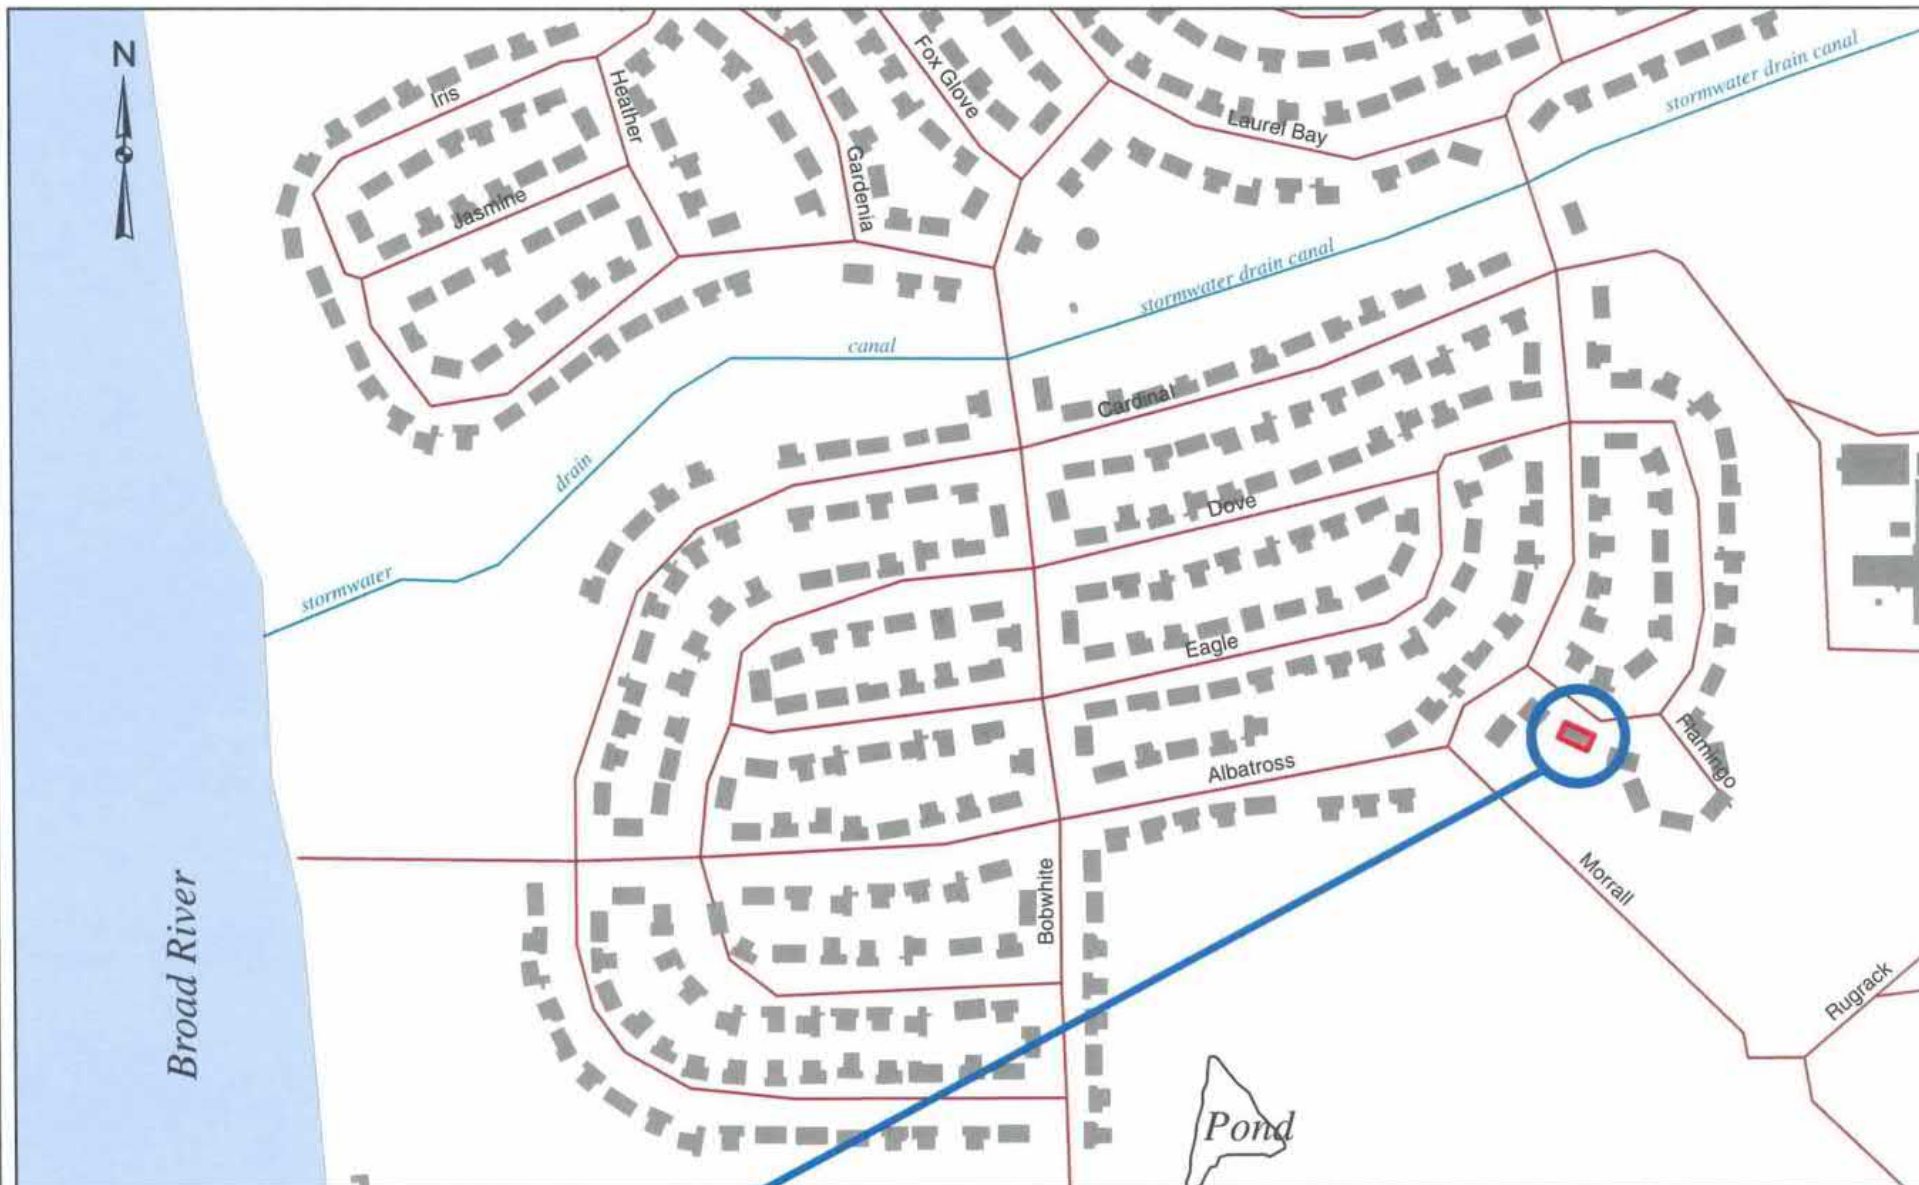 N
Iris
Heather
Fox Glove
Gardenia
Jasmine
Laurel Bay
stormwater drain canal
stormwater drain canal
canal
drain
stormwater
Cardinal
Dove
Eagle
Albatross
Flamingo
Bobwhite
Morrall
Rugrack
Broad River
Pond